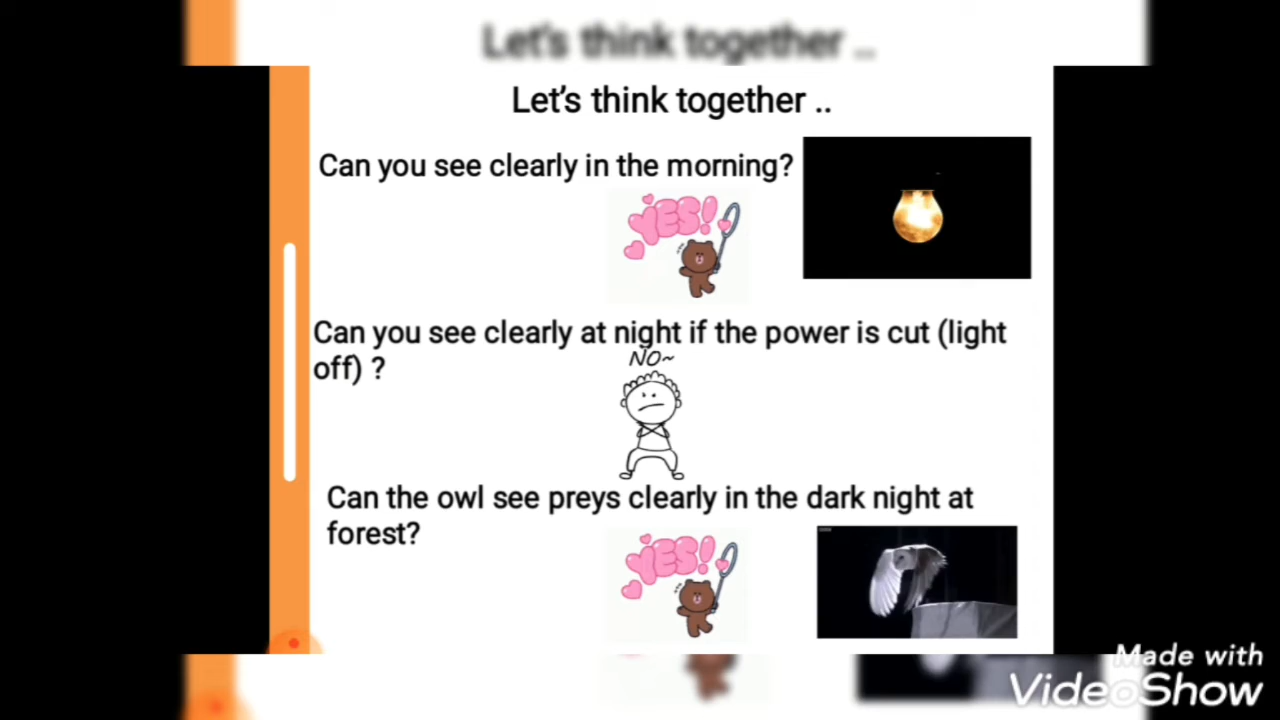 Let's think together ..
Let's think together ..
Can you see clearly in the morning?
YES!
Can you see clearly at night if the power is cut (light
off) ?
NO~
Can the owl see preys clearly in the dark night at
forest?
YES!
Made with
VideoShow